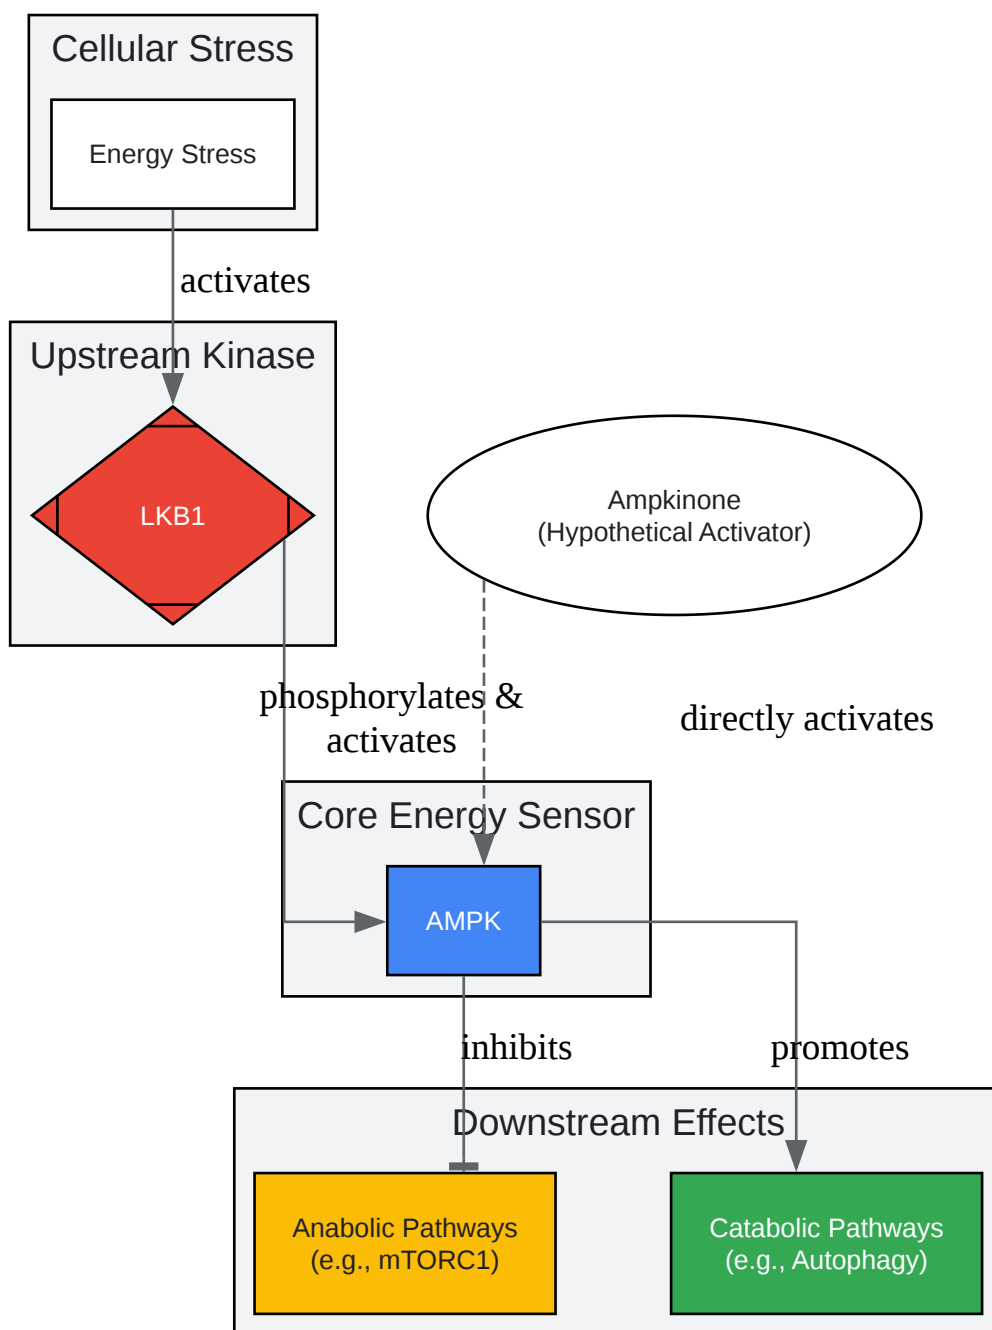 Cellular Stress
Energy Stress
activates
Upstream Kinase
LKB1
Ampkinone
(Hypothetical Activator)
phosphorylates &
activates
directly activates
Core Energy Sensor
AMPK
inhibits
promotes
Downstream Effects
Anabolic Pathways
(e.g., mTORC1)
Catabolic Pathways
(e.g., Autophagy)